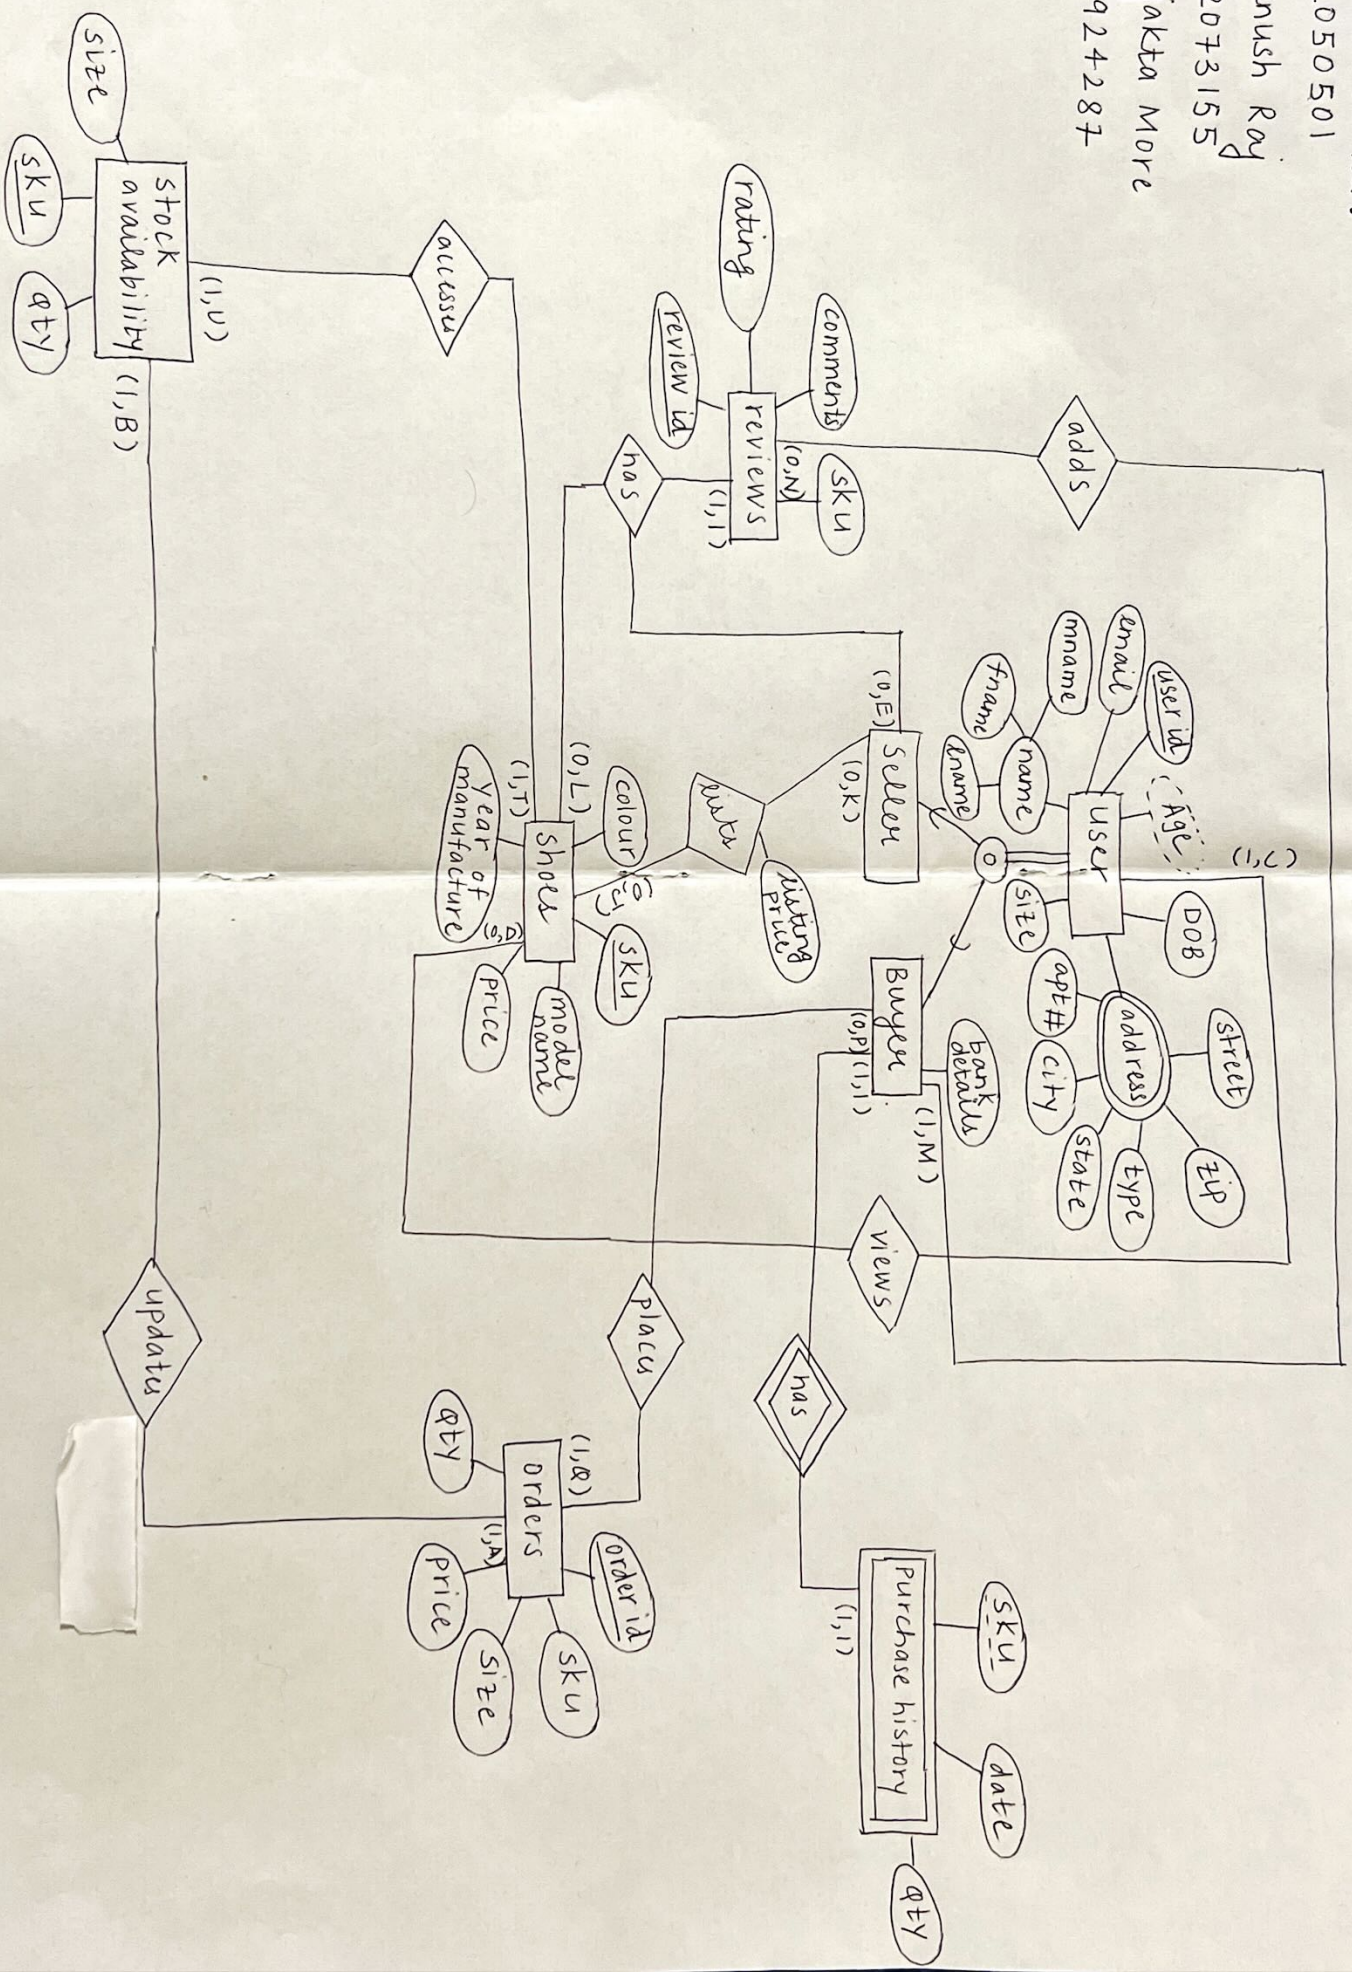 050501
nush Raj
2073155
akta More
924287
adds
(1,C)
user id
email
mname
fname
lname
name
Age
DOB
user
size
address
street
zip
apt#
city
state
type
rating
comments
review id
reviews
sku
(0,N)
(1,1)
has
(0,E)
Seller
(0,K)
lists
listing
price
Buyer
bank
details
(0,P)
(1,1)
(1,M)
views
has
(1,1)
Purchase history
sku
date
qty
accesses
(0,L)
(1,T)
colour
sku
shoes
year of
manufacture
(0,D)
price
model
name
places
(1,Q)
orders
order id
qty
(1,A)
price
size
sku
size
sku
qty
stock
availability
(1,U)
(1,B)
updates